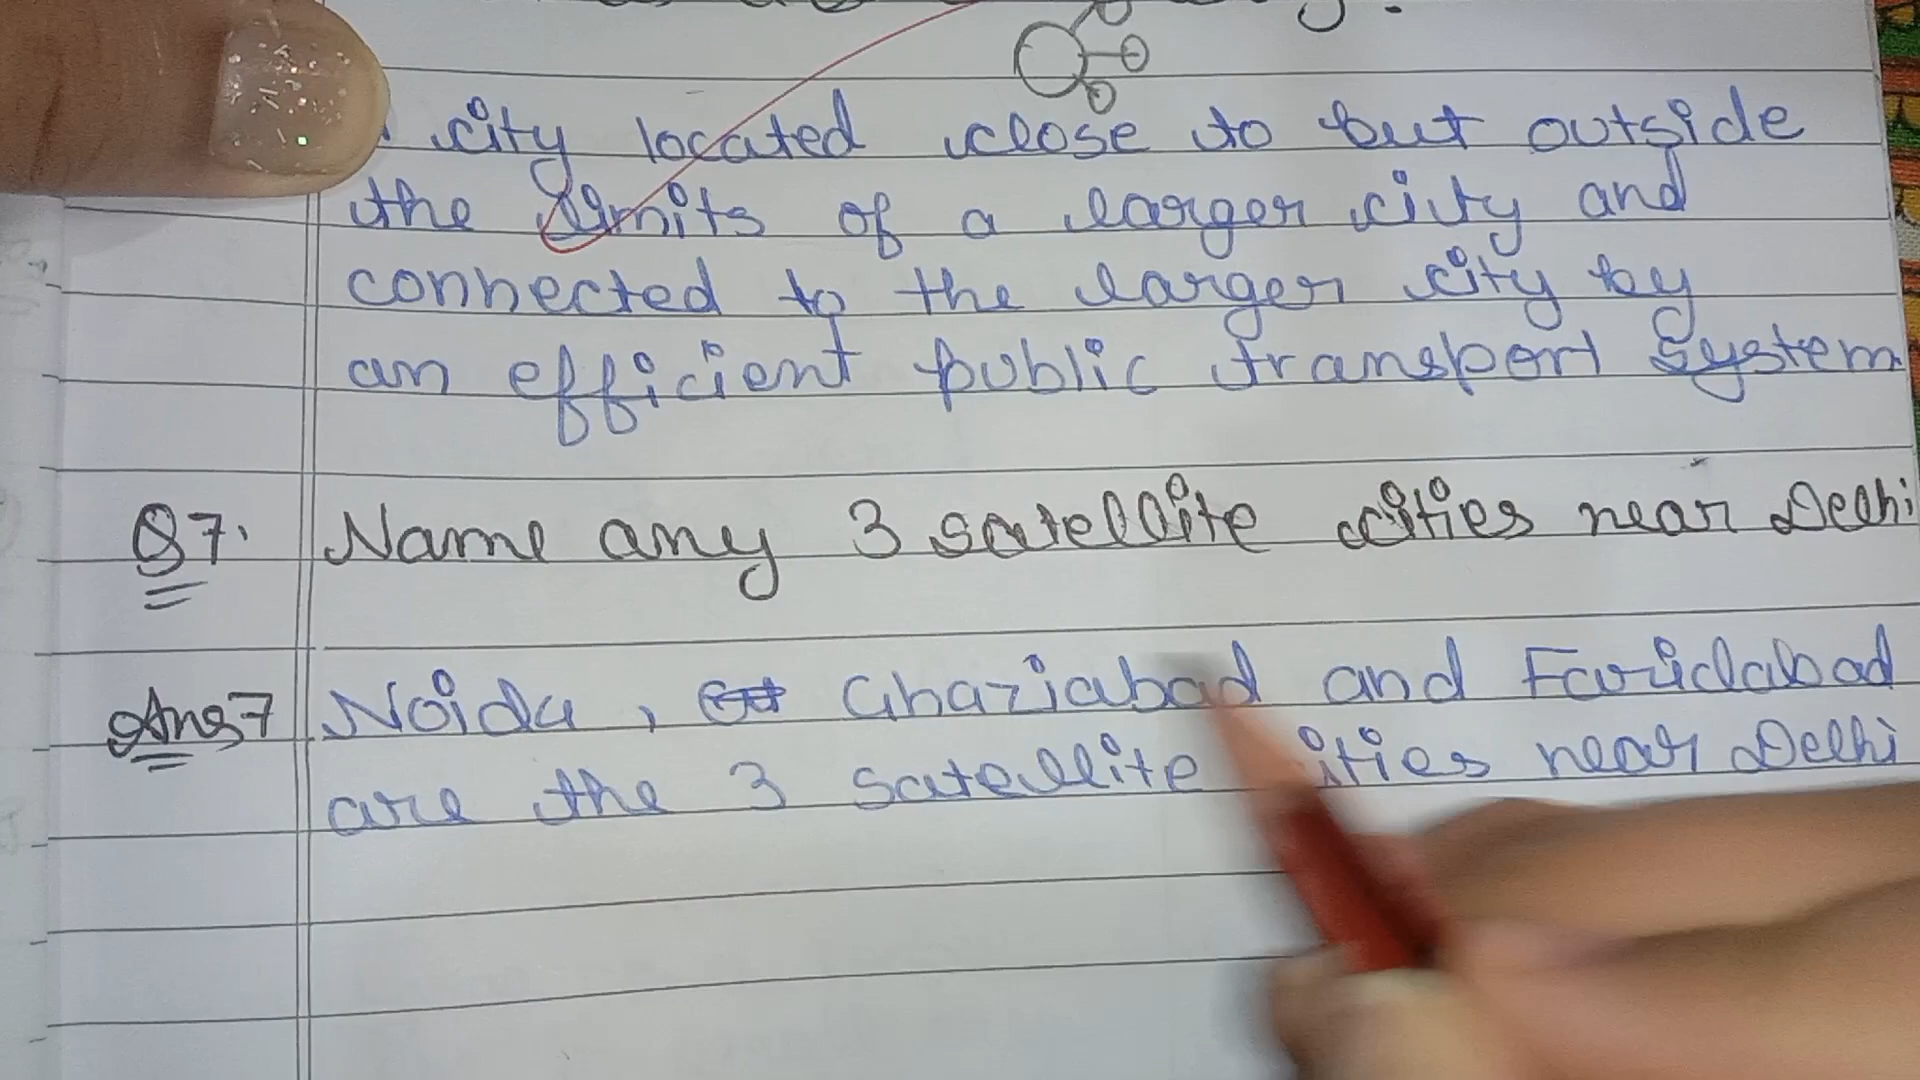 city located close to but outside
the limits of a larger city and
connected to the larger city by
an efficient public transport System.
Q7. Name any 3 satellite cities near Delhi
Ans7 Noida, Ghaziabad and Faridabad
are the 3 Satellite ities near Delhi